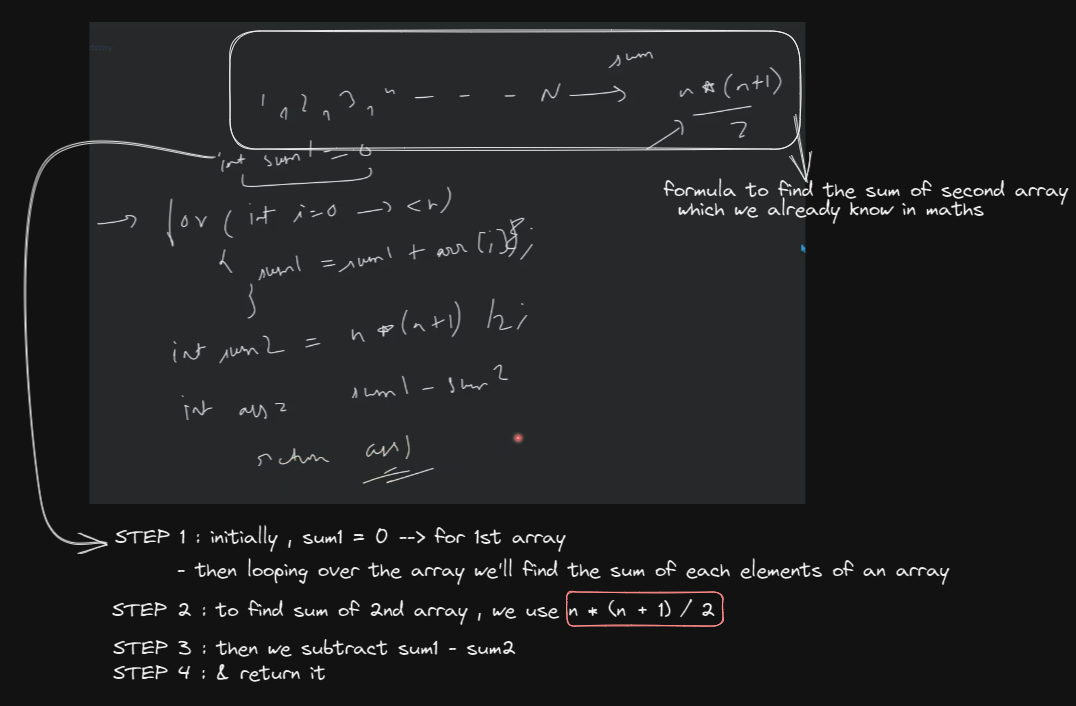 sum
1, 2, 3, 4 - - - N → n * (n+1)
2
int sum1 = 0
formula to find the sum of second array
which we already know in maths
→ for ( int i=0 → <n)
{ sum1 = sum1 + arr[i];
}
int sum2 = n * (n+1) /2;
int ans = sum1 - sum2
return ans)
STEP 1 : initially , sum1 = 0 --> for 1st array
- then looping over the array we'll find the sum of each elements of an array
STEP 2 : to find sum of 2nd array , we use n * (n + 1) / 2
STEP 3 : then we subtract sum1 - sum2
STEP 4 : & return it